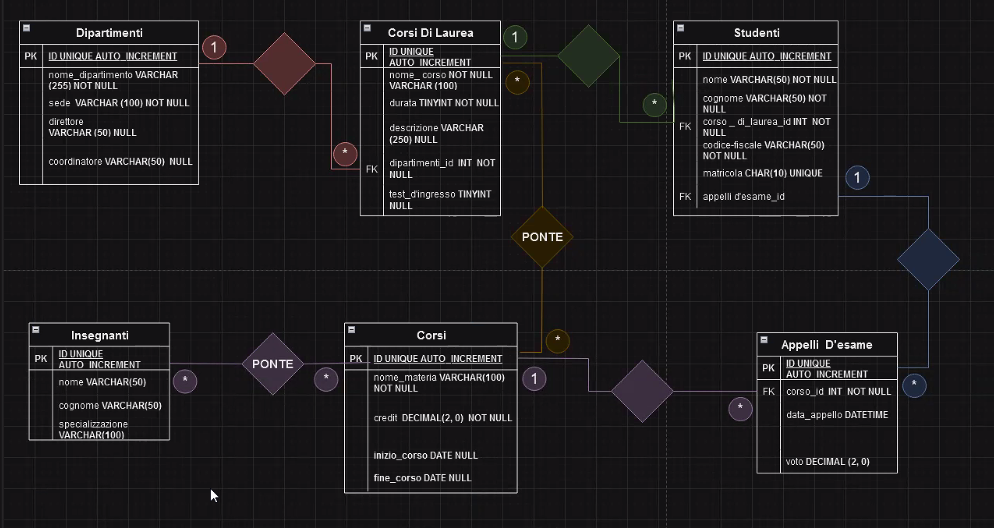 Dipartimenti
PK ID UNIQUE AUTO_INCREMENT
nome_dipartimento VARCHAR
(255) NOT NULL
sede VARCHAR (100) NOT NULL
direttore
VARCHAR (50) NULL
coordinatore VARCHAR(50) NULL
1
*
Corsi Di Laurea
PK ID UNIQUE
AUTO_INCREMENT
nome_ corso NOT NULL
VARCHAR (100)
durata TINYINT NOT NULL
descrizione VARCHAR
(250) NULL
FK dipartimenti_id INT NOT
NULL
test_d'ingresso TINYINT
NULL
1
*
*
Studenti
PK ID UNIQUE AUTO_INCREMENT
nome VARCHAR(50) NOT NULL
cognome VARCHAR(50) NOT
NULL
FK corso _ di_laurea_id INT NOT
NULL
codice-fiscale VARCHAR(50)
NOT NULL
matricola CHAR(10) UNIQUE
FK appelli d'esame_id
1
PONTE
*
Insegnanti
PK ID UNIQUE
AUTO_INCREMENT
nome VARCHAR(50)
cognome VARCHAR(50)
specializzazione
VARCHAR(100)
*
PONTE
*
Corsi
PK ID UNIQUE AUTO_INCREMENT
nome_materia VARCHAR(100)
NOT NULL
credit DECIMAL(2, 0) NOT NULL
inizio_corso DATE NULL
fine_corso DATE NULL
1
*
Appelli D'esame
PK ID UNIQUE
AUTO_INCREMENT
FK corso_id INT NOT NULL
data_appello DATETIME
voto DECIMAL (2, 0)
*